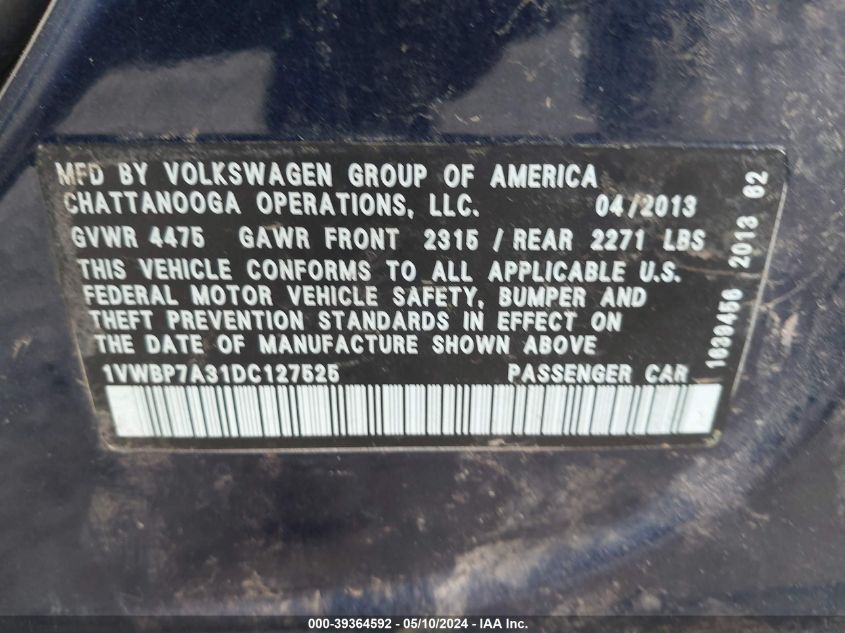 MFD BY VOLKSWAGEN GROUP OF AMERICA
CHATTANOOGA OPERATIONS, LLC. 04/2013
GVWR 4475 GAWR FRONT 2315 / REAR 2271 LBS
THIS VEHICLE CONFORMS TO ALL APPLICABLE U.S.
FEDERAL MOTOR VEHICLE SAFETY, BUMPER AND
THEFT PREVENTION STANDARDS IN EFFECT ON
THE DATE OF MANUFACTURE SHOWN ABOVE
1VWBP7A31DC127525 PASSENGER CAR
2013 62
000-39364592 - 05/10/2024 - IAA Inc.